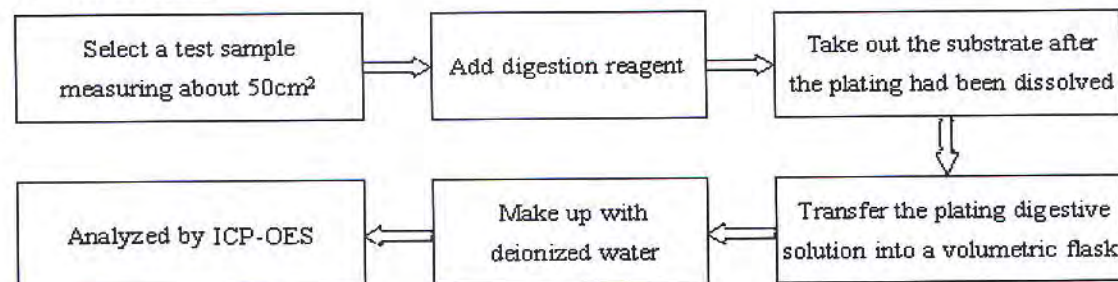 Select a test sample
measuring about 50cm²
Add digestion reagent
Take out the substrate after
the plating had been dissolved
Transfer the plating digestive
solution into a volumetric flask
Make up with
deionized water
Analyzed by ICP-OES